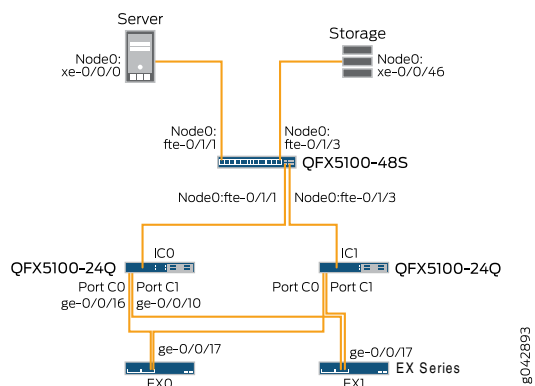 Server
Storage
Node0:
xe-0/0/0
Node0:
xe-0/0/46
Node0:
fte-0/1/1
Node0:
fte-0/1/3
QFX5100-48S
Node0:fte-0/1/1
Node0:fte-0/1/3
IC0
IC1
QFX5100-24Q
QFX5100-24Q
Port C0
Port C1
Port C0
Port C1
ge-0/0/16
ge-0/0/10
ge-0/0/17
ge-0/0/17
EX Series
EX0
EX1
g042893